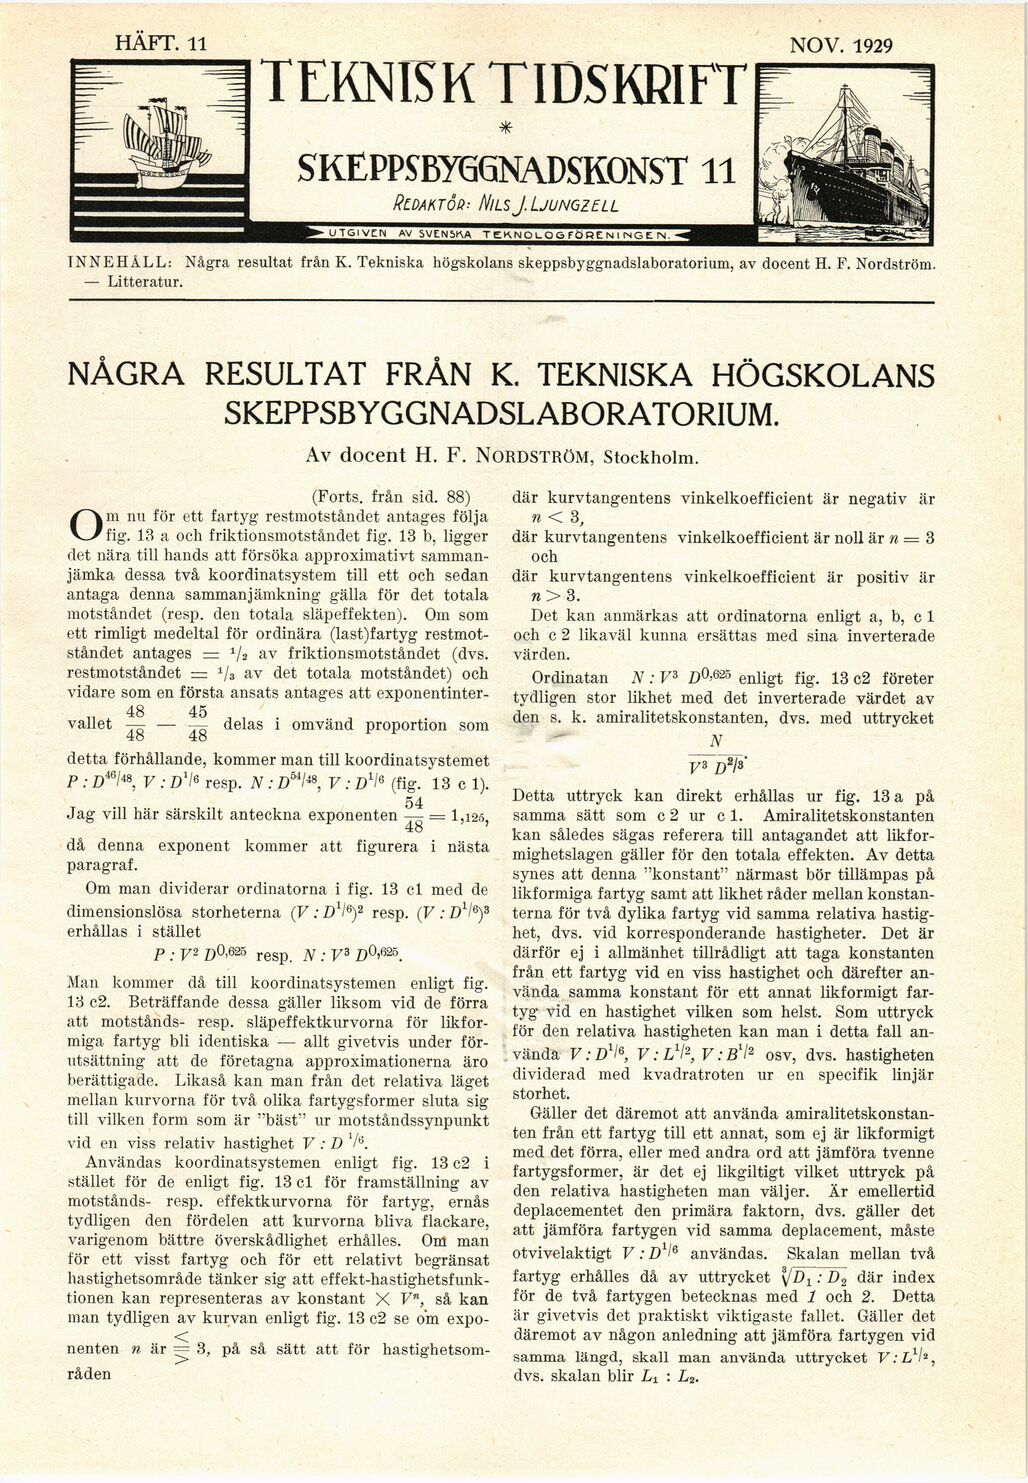 HÄFT. 11
NOV. 1929
TEKNISK TIDSKRIFT
*
SKEPPSBYGGNADSKONST 11
REDAKTÖR: NILS J. LJUNGZELL
UTGIVEN AV SVENSKA TEKNOLOGFÖRENINGEN.
INNEHÅLL: Några resultat från K. Tekniska högskolans skeppsbyggnadslaboratorium, av docent H. F. Nordström.
— Litteratur.
NÅGRA RESULTAT FRÅN K. TEKNISKA HÖGSKOLANS
SKEPPSBYGGNADSLABORATORIUM.
Av docent H. F. NORDSTRÖM, Stockholm.
(Forts. från sid. 88)
Om nu för ett fartyg restmotståndet antages följa
fig. 13 a och friktionsmotståndet fig. 13 b, ligger
det nära till hands att försöka approximativt samman-
jämka dessa två koordinatsystem till ett och sedan
antaga denna sammanjämkning gälla för det totala
motståndet (resp. den totala släpeffekten). Om som
ett rimligt medeltal för ordinära (last)fartyg restmot-
ståndet antages = 1/2 av friktionsmotståndet (dvs.
restmotståndet = 1/3 av det totala motståndet) och
vidare som en första ansats antages att exponentinter-
vallet 48/48 — 45/48 delas i omvänd proportion som
detta förhållande, kommer man till koordinatsystemet
P : D^46/48, V : D^1/6 resp. N : D^54/48, V : D^1/6 (fig. 13 c 1).
Jag vill här särskilt anteckna exponenten 54/48 = 1,125,
då denna exponent kommer att figurera i nästa
paragraf.
Om man dividerar ordinatorna i fig. 13 c1 med de
dimensionslösa storheterna (V : D^1/6)² resp. (V : D^1/6)³
erhållas i stället
P : V² D^0,625 resp. N : V³ D^0,625.
Man kommer då till koordinatsystemen enligt fig.
13 c2. Beträffande dessa gäller liksom vid de förra
att motstånds- resp. släpeffektkurvorna för likfor-
miga fartyg bli identiska — allt givetvis under för-
utsättning att de företagna approximationerna äro
berättigade. Likaså kan man från det relativa läget
mellan kurvorna för två olika fartygsformer sluta sig
till vilken form som är "bäst" ur motståndssynpunkt
vid en viss relativ hastighet V : D^1/6.
Användas koordinatsystemen enligt fig. 13 c2 i
stället för de enligt fig. 13 c1 för framställning av
motstånds- resp. effektkurvorna för fartyg, ernås
tydligen den fördelen att kurvorna bliva flackare,
varigenom bättre överskådlighet erhålles. Om man
för ett visst fartyg och för ett relativt begränsat
hastighetsområde tänker sig att effekt-hastighetsfunk-
tionen kan representeras av konstant × Vⁿ, så kan
man tydligen av kurvan enligt fig. 13 c2 se om expo-
nenten n är <=> 3, på så sätt att för hastighetsom-
råden
där kurvtangentens vinkelkoefficient är negativ är
n < 3,
där kurvtangentens vinkelkoefficient är noll är n = 3
och
där kurvtangentens vinkelkoefficient är positiv är
n > 3.
Det kan anmärkas att ordinatorna enligt a, b, c 1
och c 2 likaväl kunna ersättas med sina inverterade
värden.
Ordinatan N : V³ D^0,625 enligt fig. 13 c2 företer
tydligen stor likhet med det inverterade värdet av
den s. k. amiralitetskonstanten, dvs. med uttrycket
N
V³ D^2/3.
Detta uttryck kan direkt erhållas ur fig. 13 a på
samma sätt som c 2 ur c 1. Amiralitetskonstanten
kan således sägas referera till antagandet att likfor-
mighetslagen gäller för den totala effekten. Av detta
synes att denna "konstant" närmast bör tillämpas på
likformiga fartyg samt att likhet råder mellan konstan-
terna för två dylika fartyg vid samma relativa hastig-
het, dvs. vid korresponderande hastigheter. Det är
därför ej i allmänhet tillrådligt att taga konstanten
från ett fartyg vid en viss hastighet och därefter an-
vända samma konstant för ett annat likformigt far-
tyg vid en hastighet vilken som helst. Som uttryck
för den relativa hastigheten kan man i detta fall an-
vända V : D^1/6, V : L^1/2, V : B^1/2 osv, dvs. hastigheten
dividerad med kvadratroten ur en specifik linjär
storhet.
Gäller det däremot att använda amiralitetskonstan-
ten från ett fartyg till ett annat, som ej är likformigt
med det förra, eller med andra ord att jämföra tvenne
fartygsformer, är det ej likgiltigt vilket uttryck på
den relativa hastigheten man väljer. Är emellertid
deplacementet den primära faktorn, dvs. gäller det
att jämföra fartygen vid samma deplacement, måste
otvivelaktigt V : D^1/6 användas. Skalan mellan två
fartyg erhålles då av uttrycket ∛D₁ : D₂ där index
för de två fartygen betecknas med 1 och 2. Detta
är givetvis det praktiskt viktigaste fallet. Gäller det
däremot av någon anledning att jämföra fartygen vid
samma längd, skall man använda uttrycket V : L^1/2,
dvs. skalan blir L₁ : L₂.